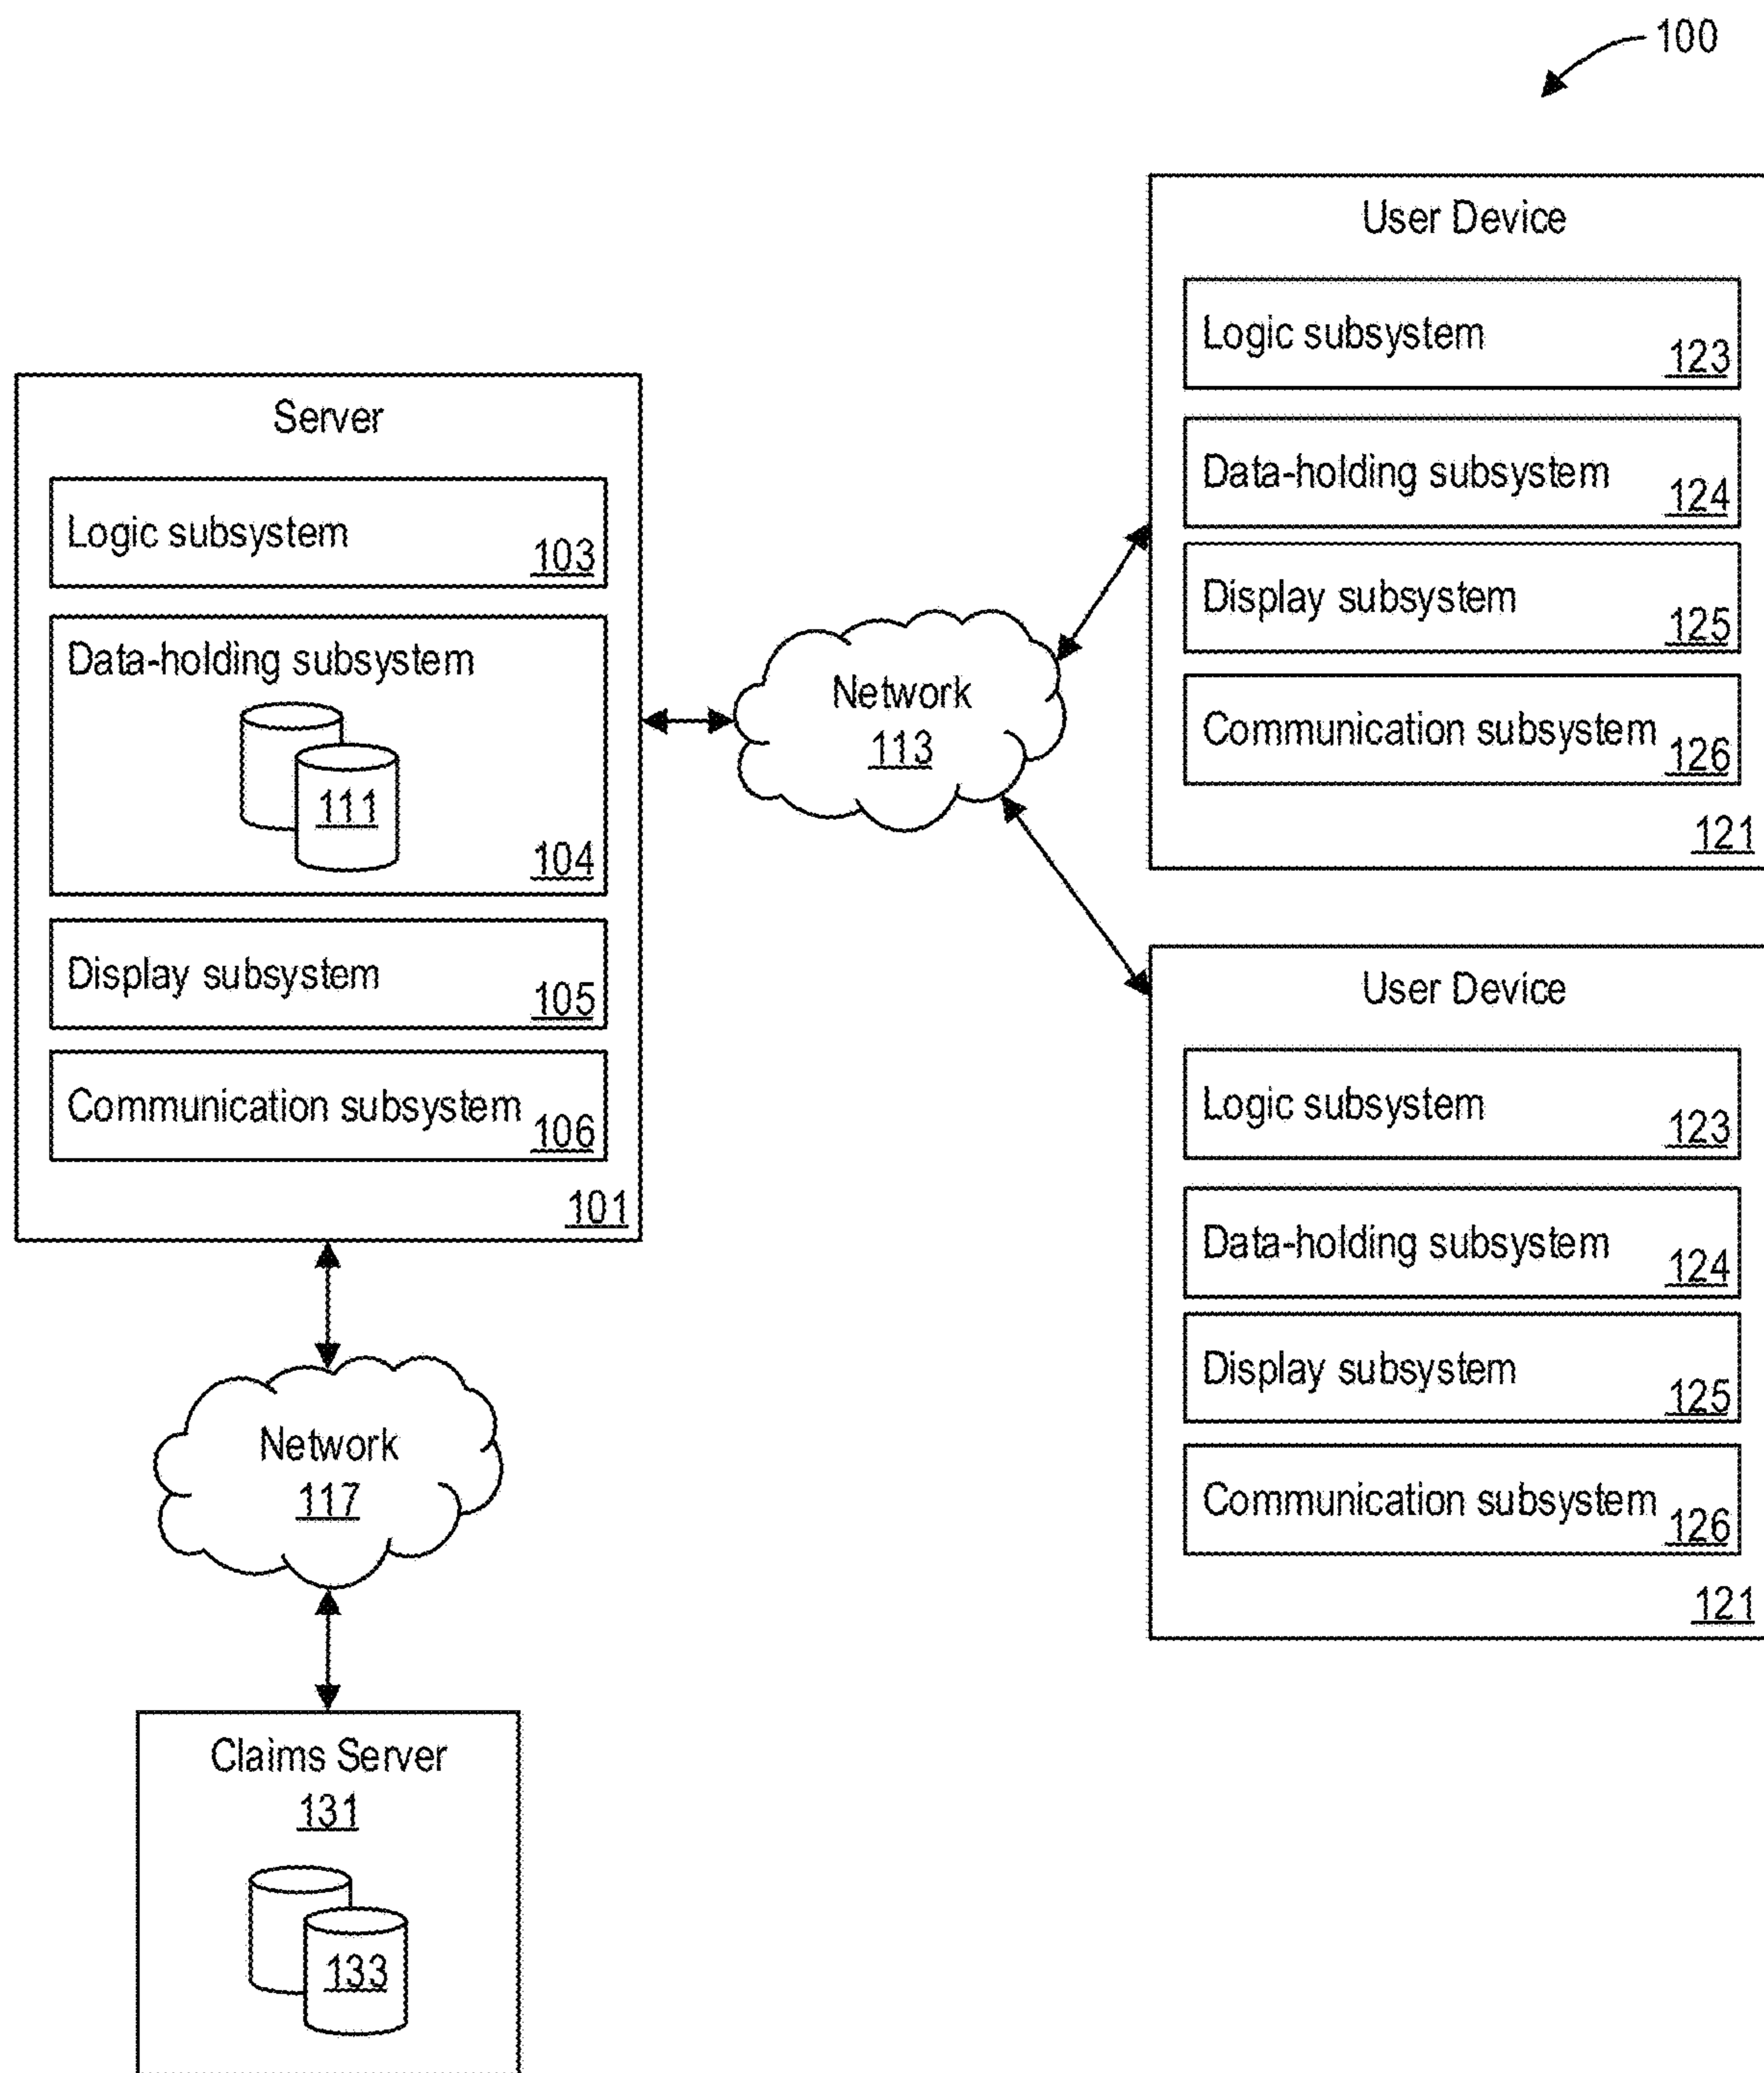 100
User Device
Logic subsystem
123
Data-holding subsystem
124
Display subsystem
125
Communication subsystem
126
121
Server
Logic subsystem
103
Data-holding subsystem
111
104
Display subsystem
105
Communication subsystem
106
101
Network
113
User Device
Logic subsystem
123
Data-holding subsystem
124
Display subsystem
125
Communication subsystem
126
121
Network
117
Claims Server
131
133